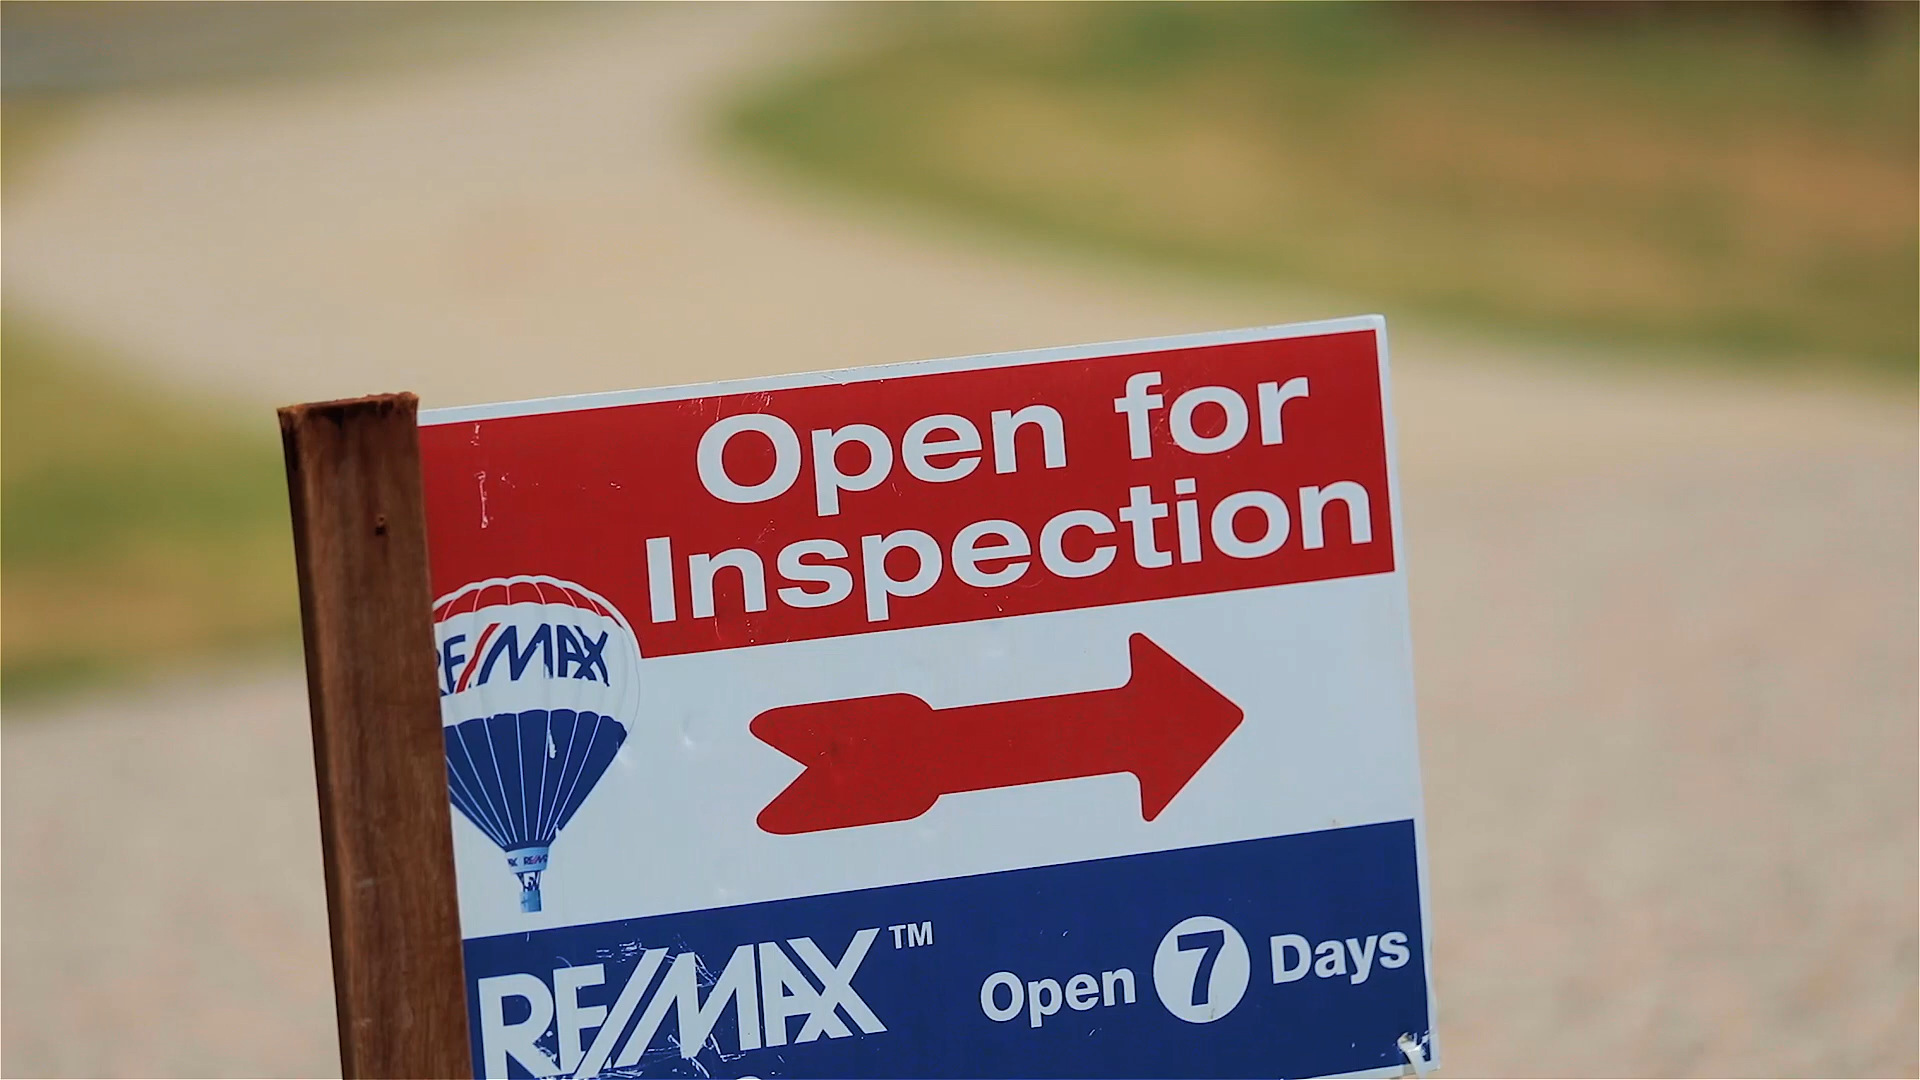 Open for
Inspection
RE/MAX
RE/MAX™
Open 7 Days